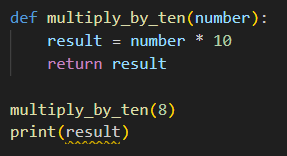 def multiply_by_ten(number):
    result = number * 10
    return result

multiply_by_ten(8)
print(result)